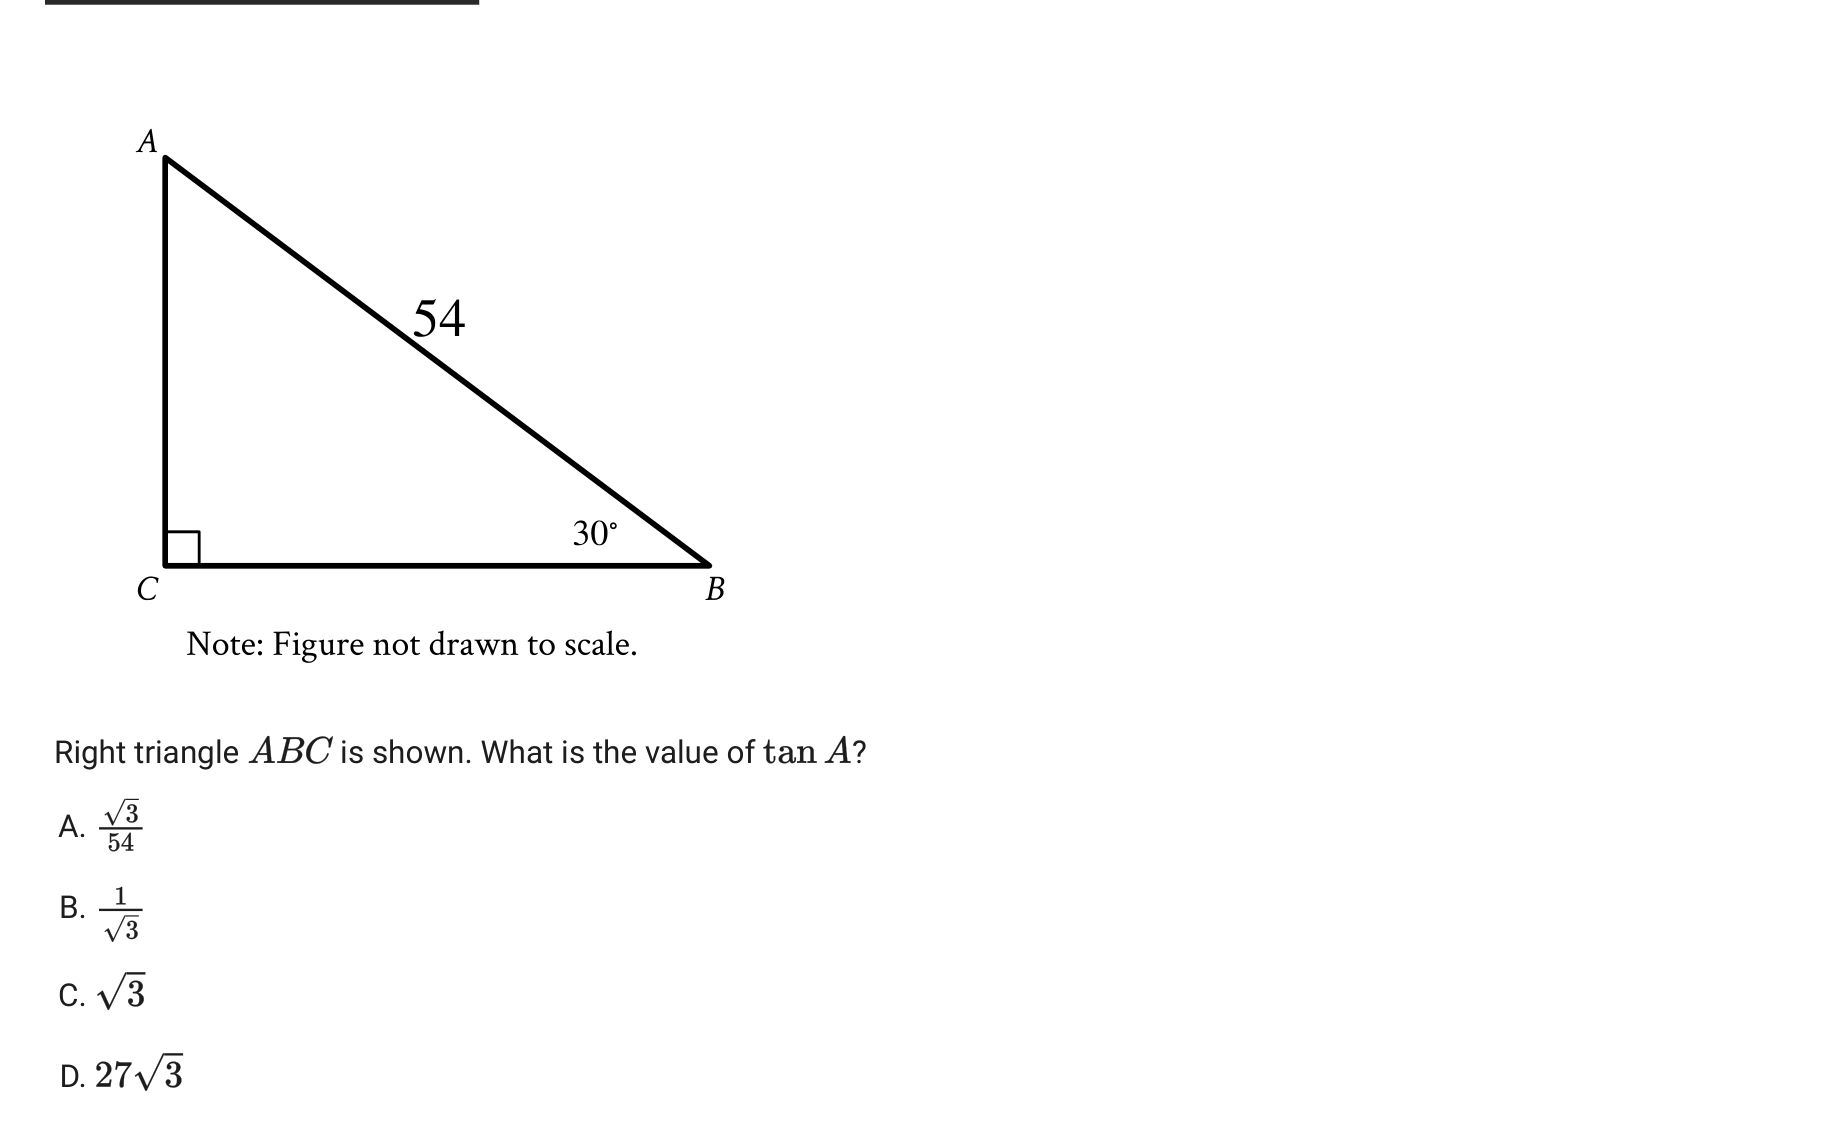 A
54
30°
C
B
Note: Figure not drawn to scale.
Right triangle ABC is shown. What is the value of tan A?
A. √3/54
B. 1/√3
C. √3
D. 27√3